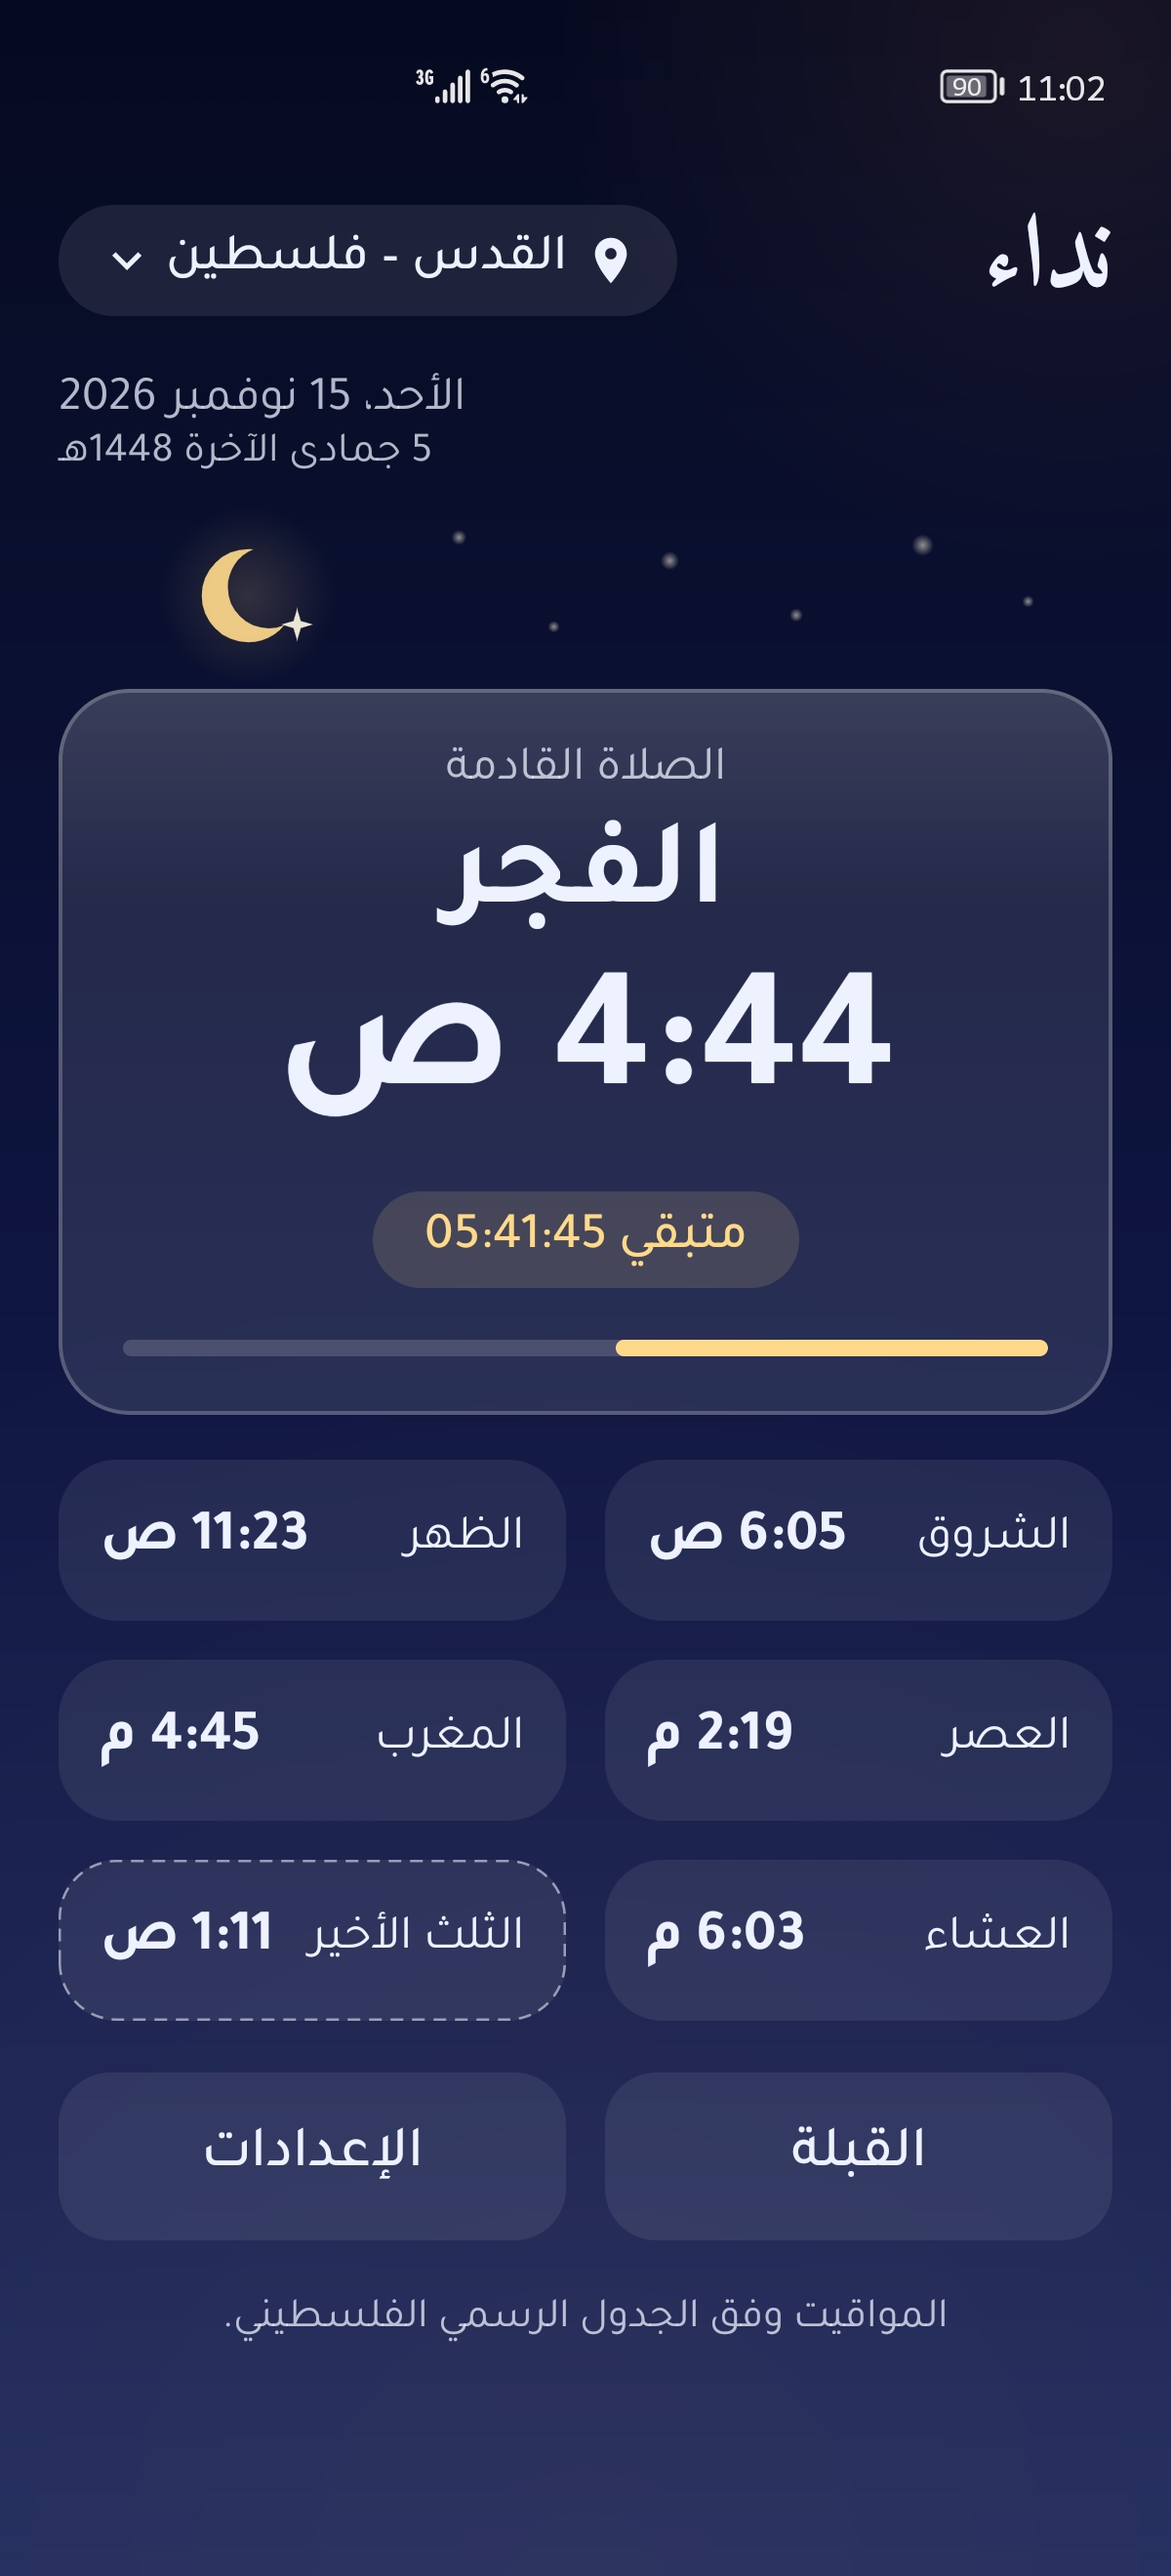 11:02 90 6 3G
نداء
القدس - فلسطين
الأحد، 15 نوفمبر 2026
5 جمادى الآخرة 1448هـ
الصلاة القادمة
الفجر
4:44 ص
متبقي 05:41:45
الشروق 6:05 ص
الظهر 11:23 ص
العصر 2:19 م
المغرب 4:45 م
العشاء 6:03 م
الثلث الأخير 1:11 ص
القبلة
الإعدادات
المواقيت وفق الجدول الرسمي الفلسطيني.